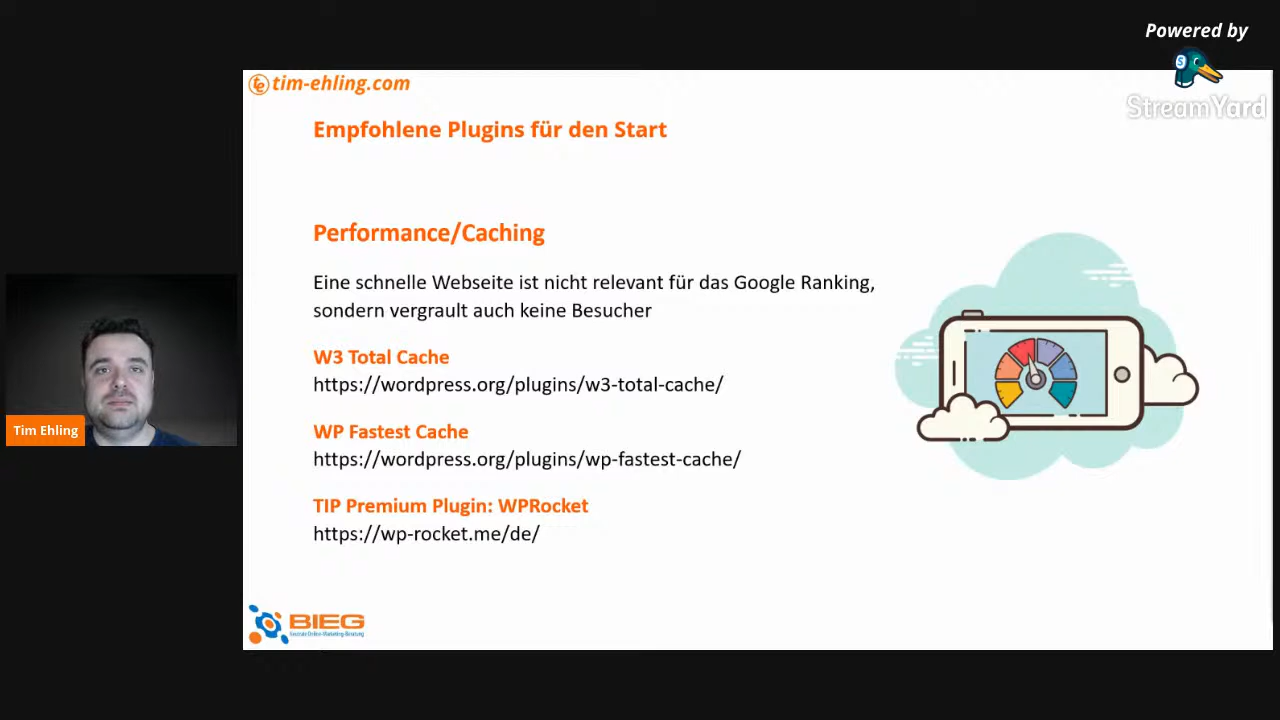 Powered by
StreamYard
tim-ehling.com
Empfohlene Plugins für den Start
Performance/Caching
Eine schnelle Webseite ist nicht relevant für das Google Ranking,
sondern vergrault auch keine Besucher
W3 Total Cache
https://wordpress.org/plugins/w3-total-cache/
WP Fastest Cache
https://wordpress.org/plugins/wp-fastest-cache/
TIP Premium Plugin: WPRocket
https://wp-rocket.me/de/
Tim Ehling
BIEG